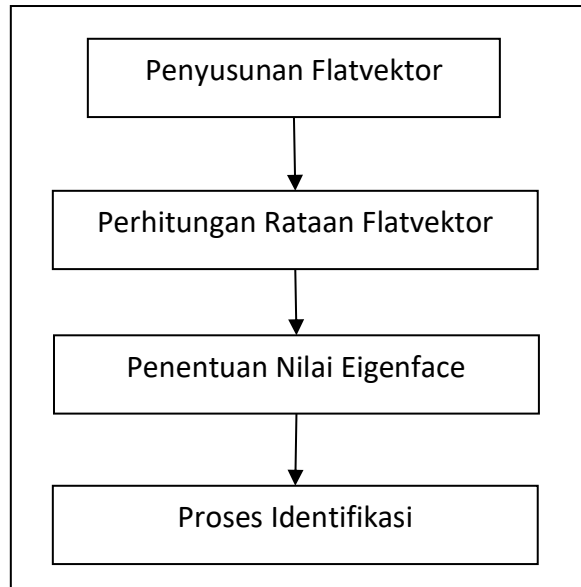 Penyusunan Flatvektor
Perhitungan Rataan Flatvektor
Penentuan Nilai Eigenface
Proses Identifikasi